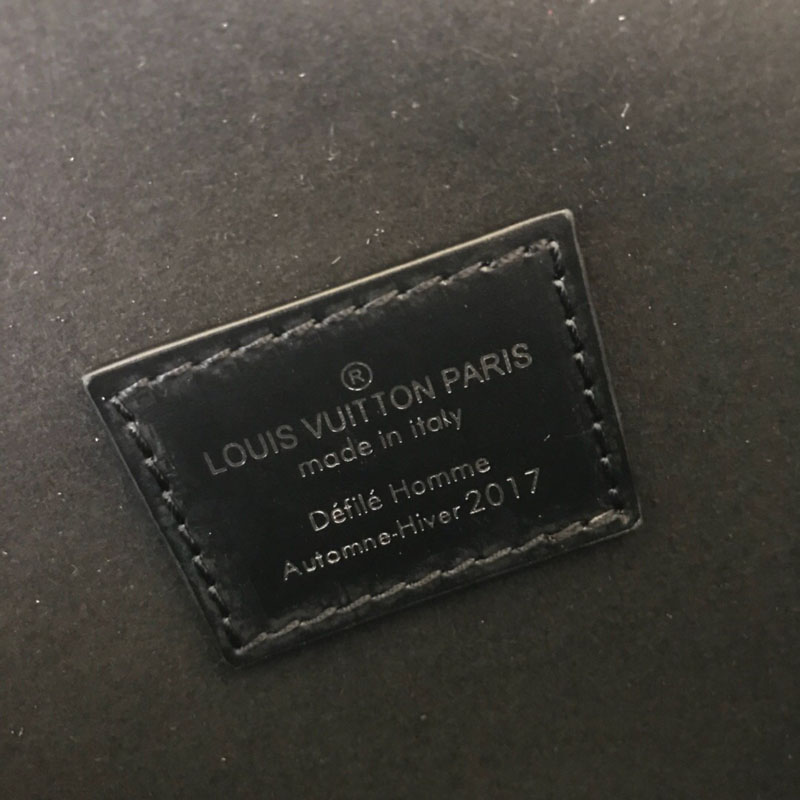 ®
LOUIS VUITTON PARIS
made in italy
Défilé Homme
Automne-Hiver 2017